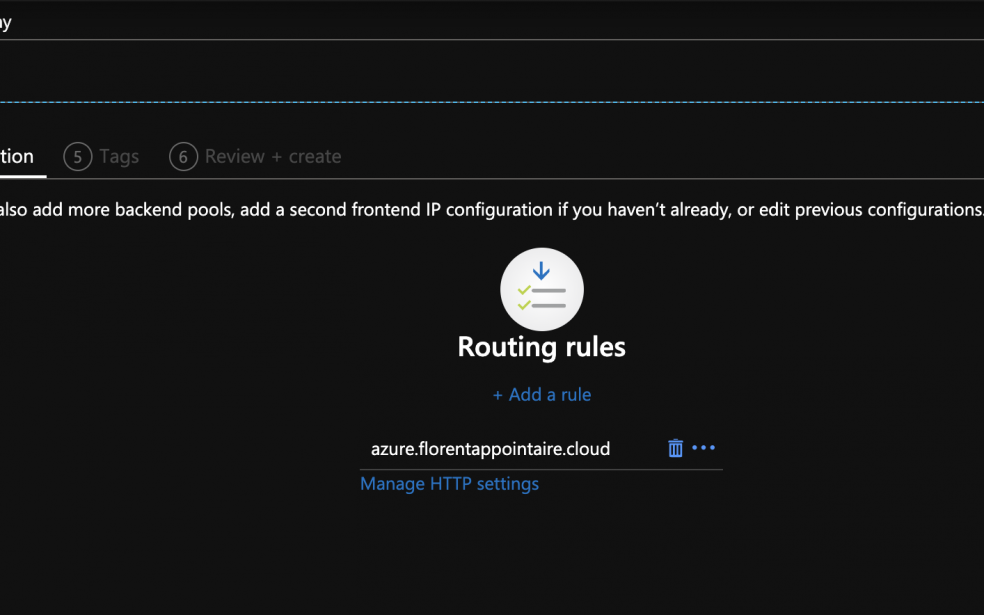 ay
tion 5 Tags 6 Review + create
also add more backend pools, add a second frontend IP configuration if you haven’t already, or edit previous configurations.
Routing rules
+ Add a rule
azure.florentappointaire.cloud
Manage HTTP settings